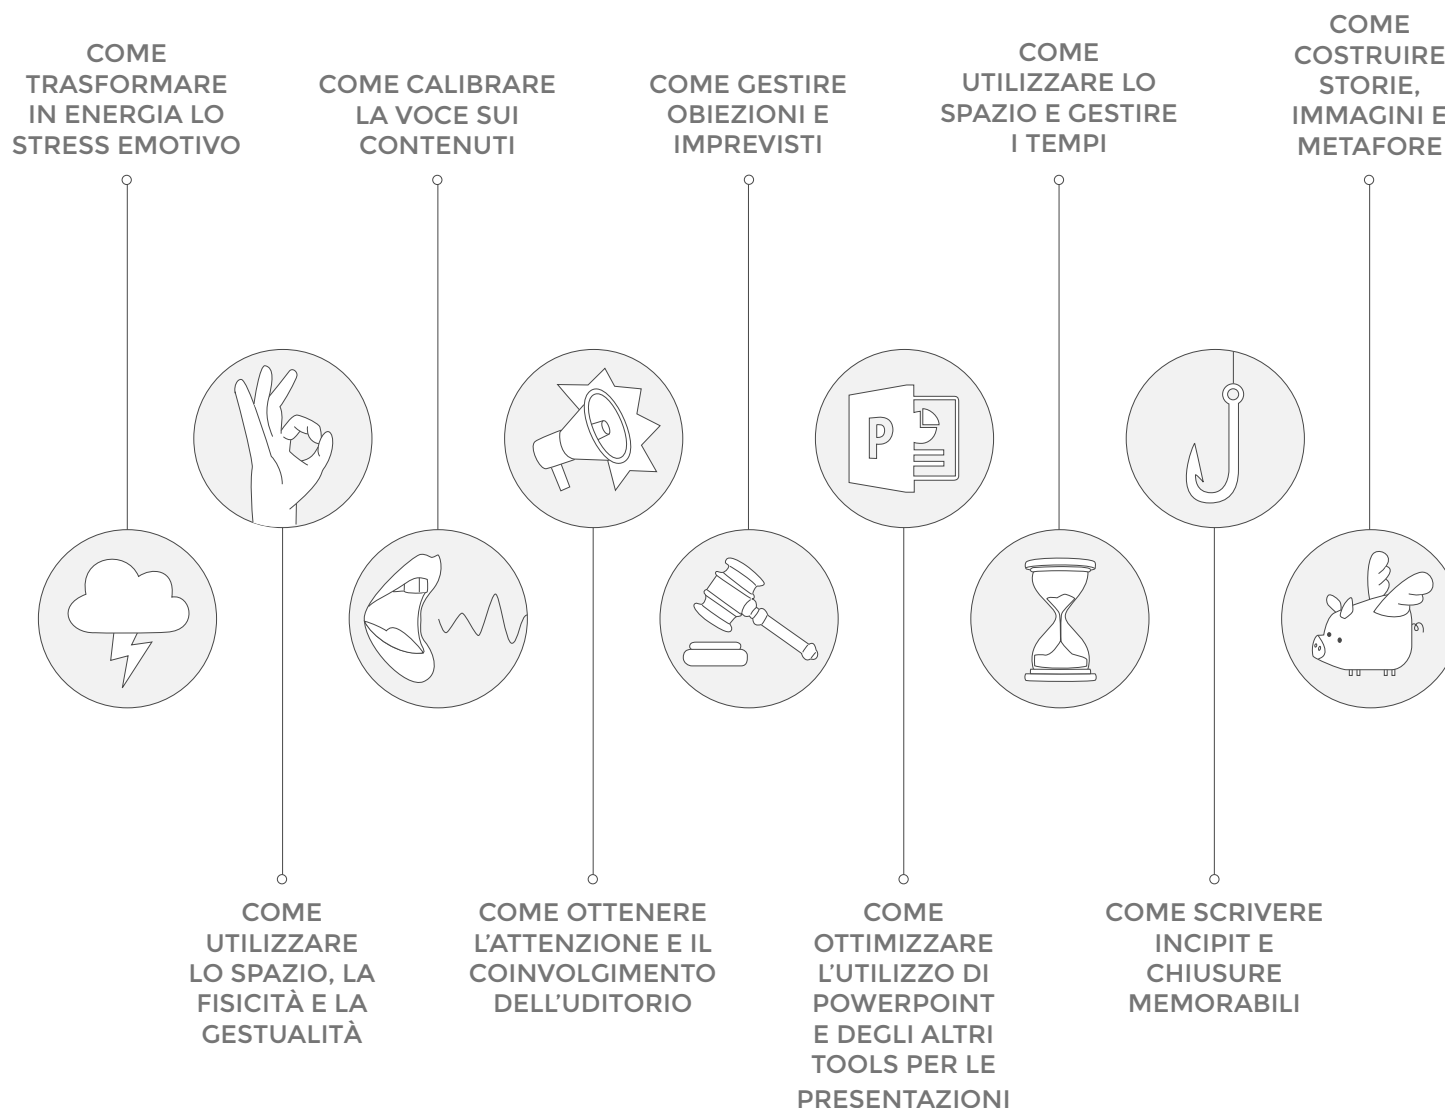 COME
TRASFORMARE
IN ENERGIA LO
STRESS EMOTIVO
COME CALIBRARE
LA VOCE SUI
CONTENUTI
COME GESTIRE
OBIEZIONI E
IMPREVISTI
COME
UTILIZZARE LO
SPAZIO E GESTIRE
I TEMPI
COME
COSTRUIRE
STORIE,
IMMAGINI E
METAFORE
P
COME
UTILIZZARE
LO SPAZIO, LA
FISICITÀ E LA
GESTUALITÀ
COME OTTENERE
L'ATTENZIONE E IL
COINVOLGIMENTO
DELL'UDITORIO
COME
OTTIMIZZARE
L'UTILIZZO DI
POWERPOINT
E DEGLI ALTRI
TOOLS PER LE
PRESENTAZIONI
COME SCRIVERE
INCIPIT E
CHIUSURE
MEMORABILI